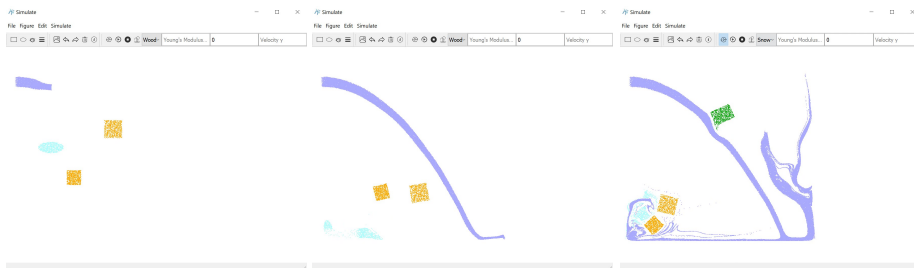 Simulate
File Figure Edit Simulate
Wood Young's Modulus... 0 Velocity y
Simulate
File Figure Edit Simulate
Wood Young's Modulus... 0 Velocity y
Simulate
File Figure Edit Simulate
Snow Young's Modulus... 0 Velocity y